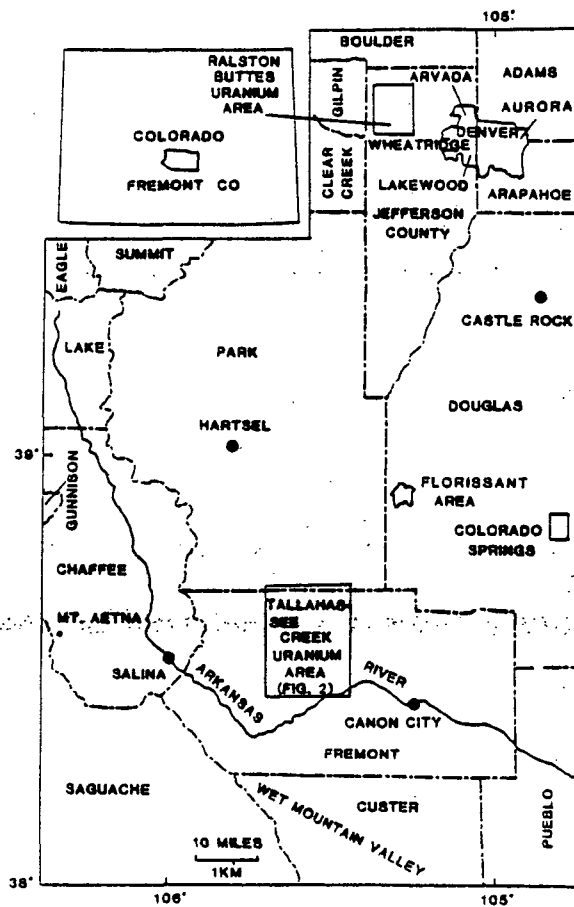 105°
BOULDER
RALSTON
BUTTES
URANIUM
AREA
GILPIN
ARVADA
ADAMS
AURORA
DENVER
WHEATRIDGE
COLORADO
FREMONT CO
CLEAR
CREEK
LAKEWOOD
ARAPAHOE
JEFFERSON
COUNTY
EAGLE
SUMMIT
CASTLE ROCK
LAKE
PARK
DOUGLAS
HARTSEL
39°
GUNNISON
FLORISSANT
AREA
COLORADO
SPRINGS
CHAFFEE
MT. AETNA
TALLAHAS-
SEE
CREEK
URANIUM
AREA
(FIG. 2)
SALINA
ARKANSAS
RIVER
CANON CITY
FREMONT
SAGUACHE
WET MOUNTAIN VALLEY
CUSTER
PUEBLO
10 MILES
1KM
38°
106°
105°